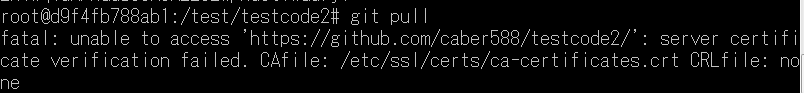 root@d9f4fb788ab1:/test/testcode2# git pull
fatal: unable to access 'https://github.com/caber588/testcode2/': server certifi
cate verification failed. CAfile: /etc/ssl/certs/ca-certificates.crt CRLfile: no
ne